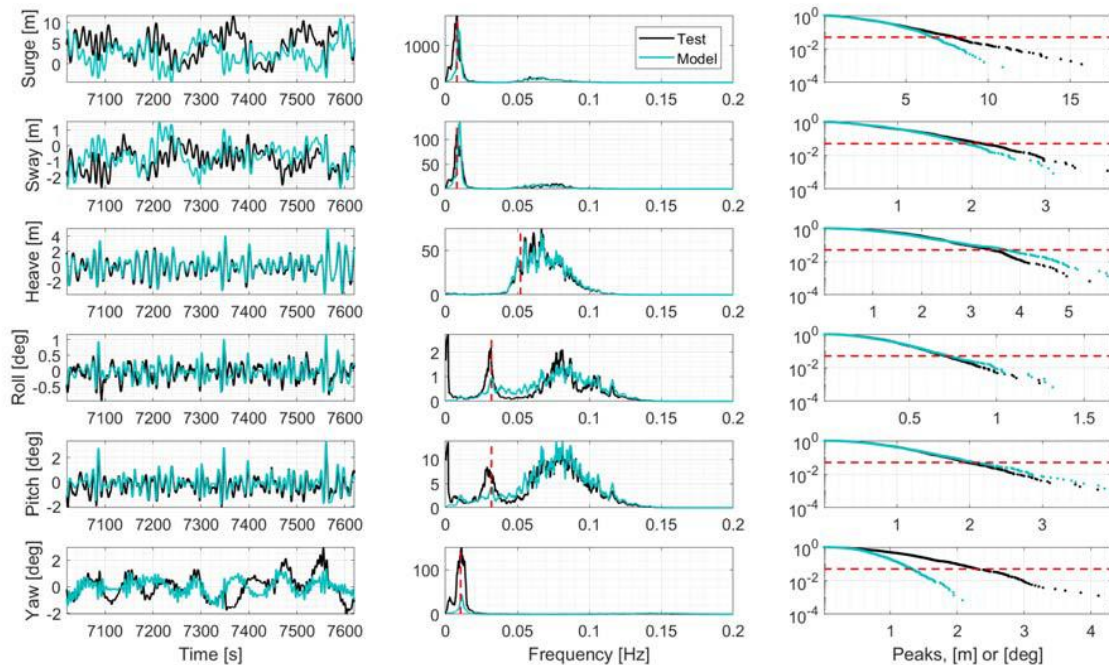 Surge [m]
10
5
0
7100 7200 7300 7400 7500 7600
1000
0
0 0.05 0.1 0.15 0.2
Test
Model
10^0
10^-2
10^-4
5 10 15
Sway [m]
1
0
-2
7100 7200 7300 7400 7500 7600
100
50
0
0 0.05 0.1 0.15 0.2
10^0
10^-2
10^-4
1 2 3
Heave [m]
4
2
0
-2
7100 7200 7300 7400 7500 7600
50
0
0 0.05 0.1 0.15 0.2
10^0
10^-2
10^-4
1 2 3 4 5
Roll [deg]
1
0.5
0
-0.5
7100 7200 7300 7400 7500 7600
2
1
0
0 0.05 0.1 0.15 0.2
10^0
10^-2
10^-4
0.5 1 1.5
Pitch [deg]
2
0
-2
7100 7200 7300 7400 7500 7600
10
5
0
0 0.05 0.1 0.15 0.2
10^0
10^-2
10^-4
1 2 3
Yaw [deg]
2
0
-2
7100 7200 7300 7400 7500 7600
100
0
0 0.05 0.1 0.15 0.2
10^0
10^-2
10^-4
0 1 2 3 4
Time [s]
Frequency [Hz]
Peaks, [m] or [deg]